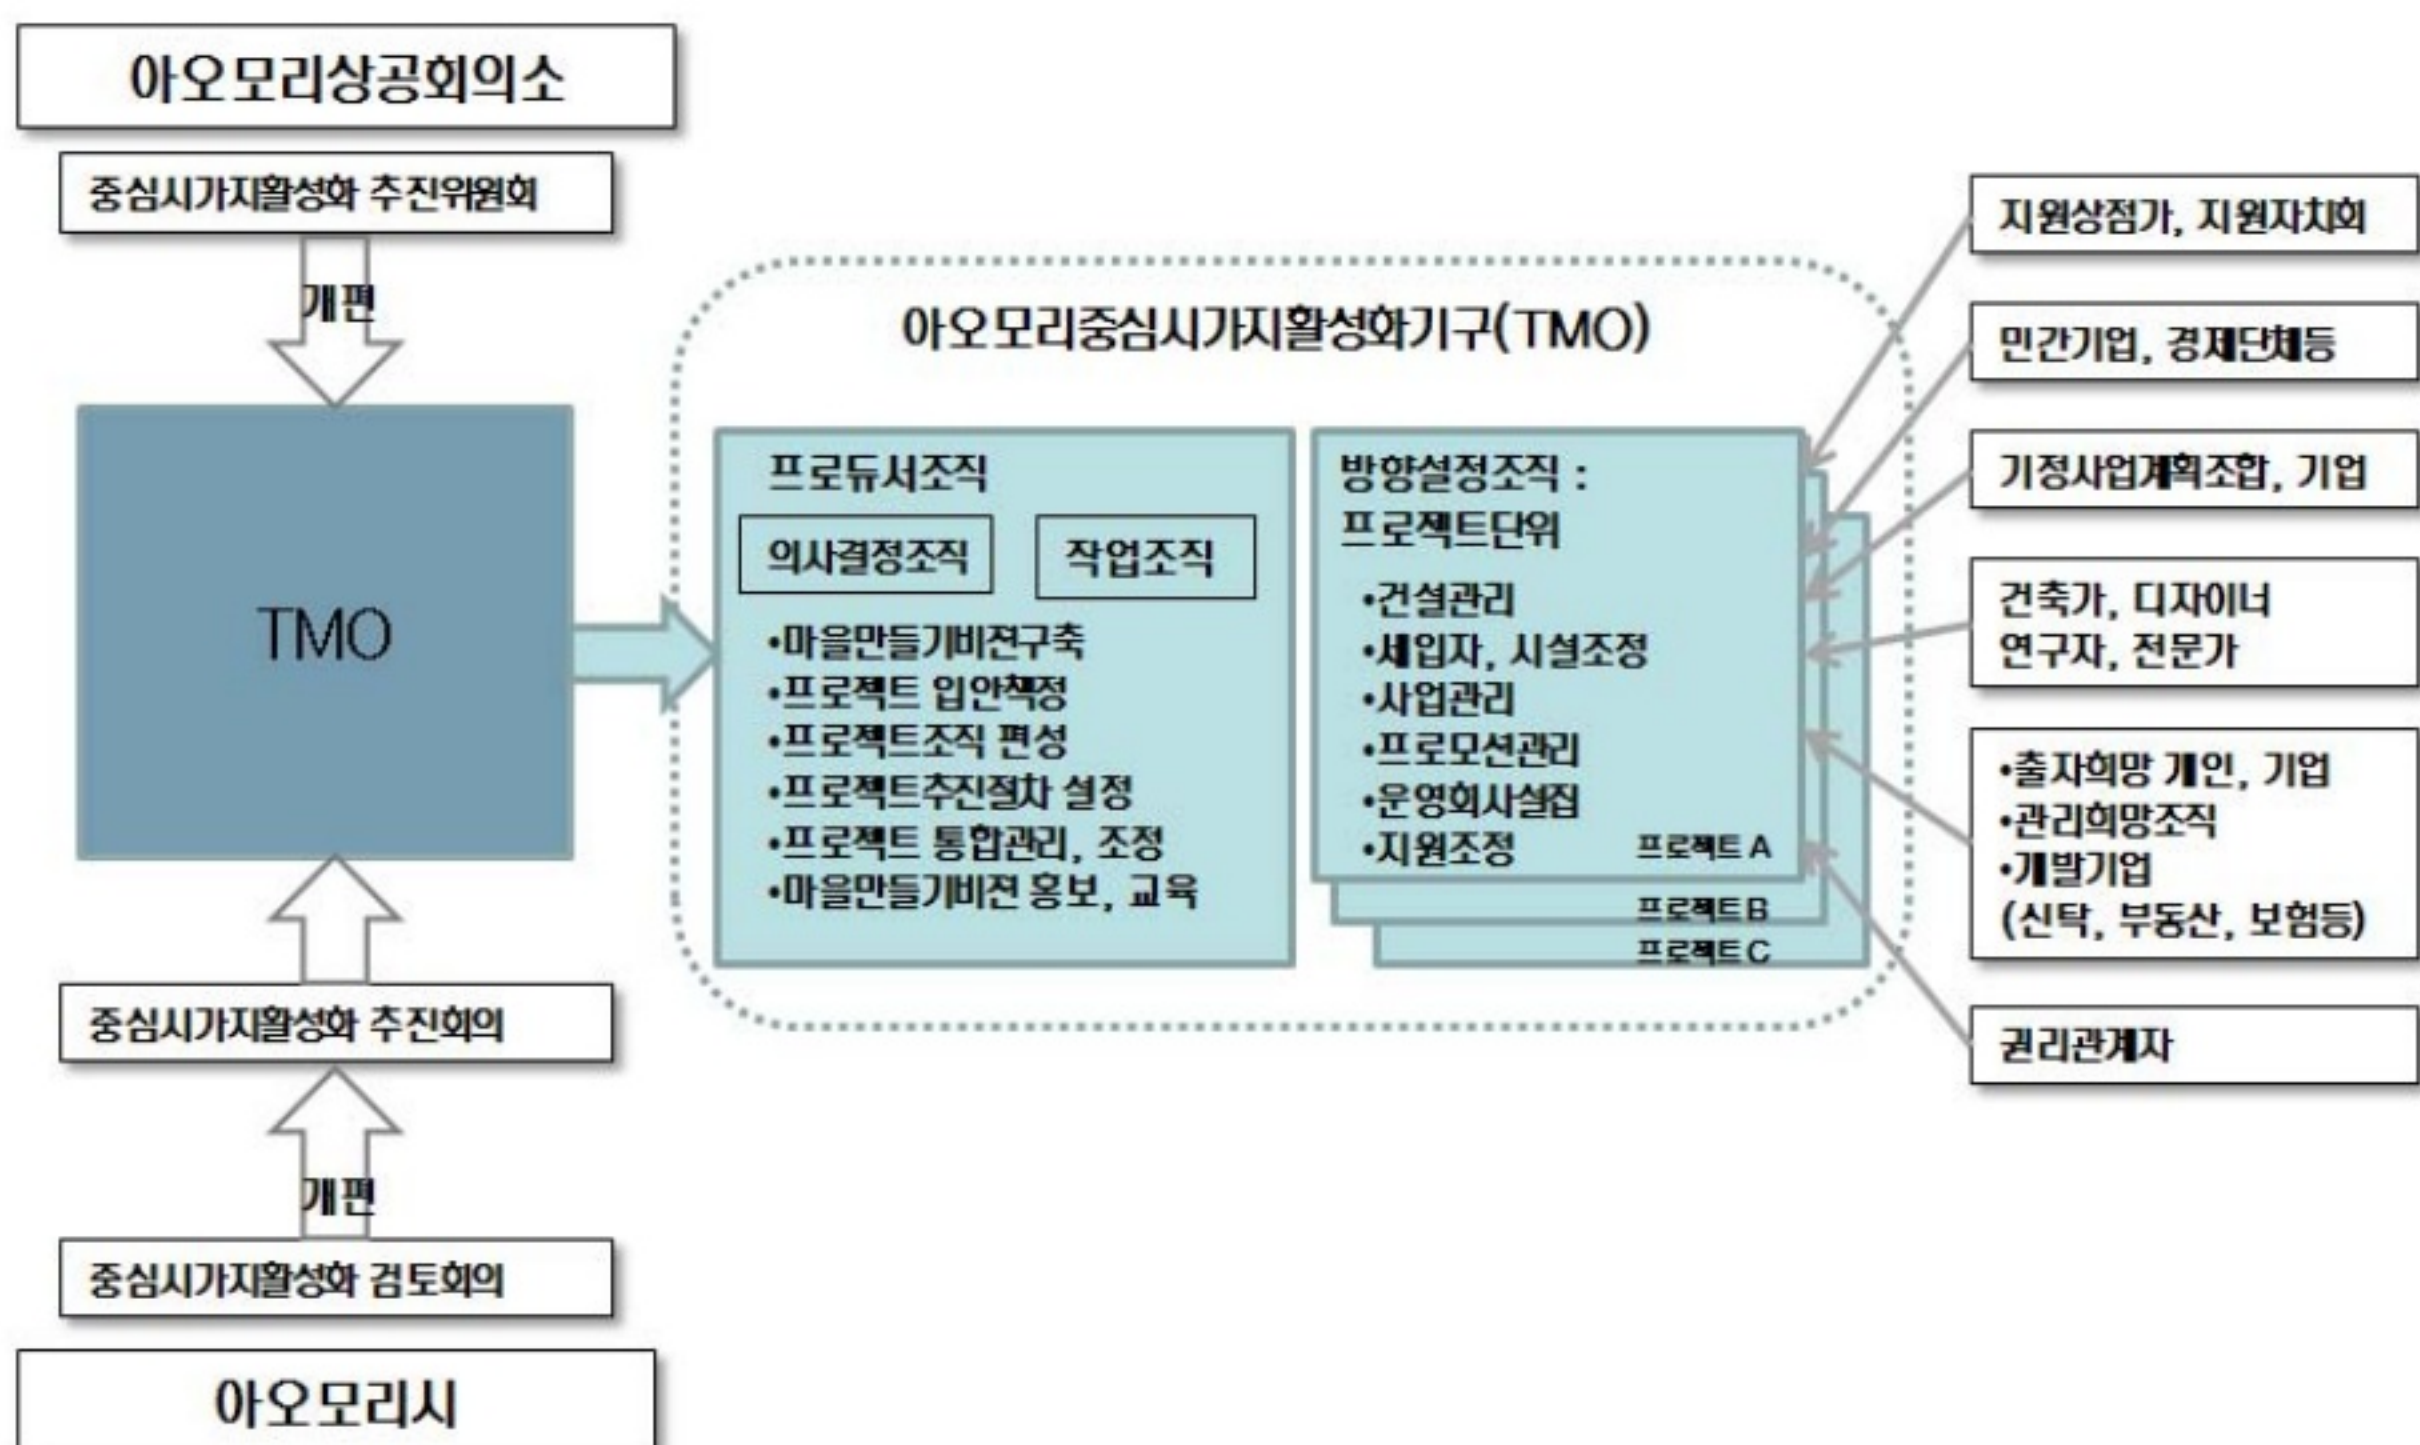 아오모리상공회의소
중심시가지활성화 추진위원회
개편
TMO
중심시가지활성화 추진회의
개편
중심시가지활성화 검토회의
아오모리시
아오모리중심시가지활성화기구(TMO)
프로듀서조직
의사결정조직
작업조직
•마을만들기비젼구축
•프로젝트 입안책정
•프로젝트조직 편성
•프로젝트추진절차 설정
•프로젝트 통합관리, 조정
•마을만들기비젼 홍보, 교육
방향설정조직 :
프로젝트단위
•건설관리
•세입자, 시설조정
•사업관리
•프로모션관리
•운영회사설집
•지원조정
프로젝트 A
프로젝트 B
프로젝트 C
지원상점가, 지원자치회
민간기업, 경제단체등
기정사업계획조합, 기업
건축가, 디자이너
연구자, 전문가
•출자희망 개인, 기업
•관리희망조직
•개발기업
(신탁, 부동산, 보험등)
권리관계자